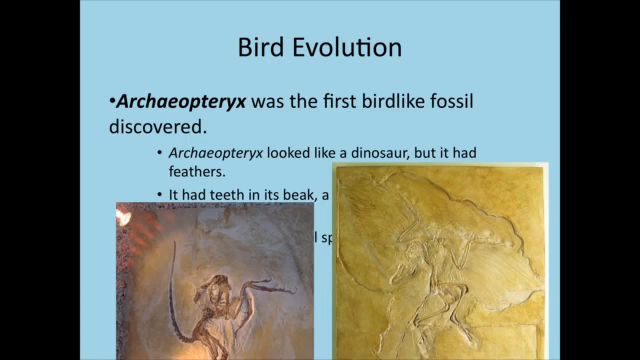 Bird Evolution
•Archaeopteryx was the first birdlike fossil
discovered.
• Archaeopteryx looked like a dinosaur, but it had
feathers.
• It had teeth in its beak, a
l sp